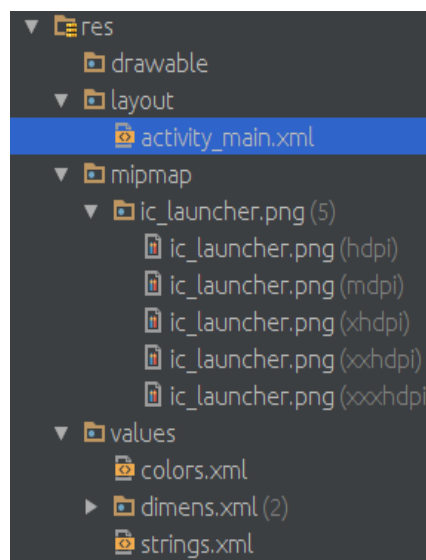 res
drawable
layout
activity_main.xml
mipmap
ic_launcher.png (5)
ic_launcher.png (hdpi)
ic_launcher.png (mdpi)
ic_launcher.png (xhdpi)
ic_launcher.png (xxhdpi)
ic_launcher.png (xxxhdpi
values
colors.xml
dimens.xml (2)
strings.xml